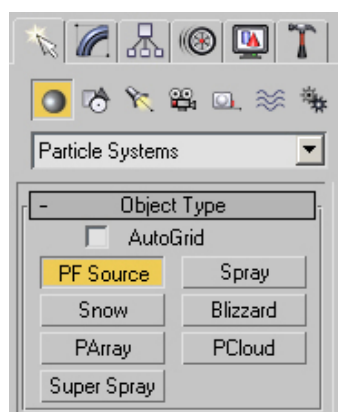 Particle Systems
- Object Type
AutoGrid
PF Source Spray
Snow Blizzard
PArray PCloud
Super Spray